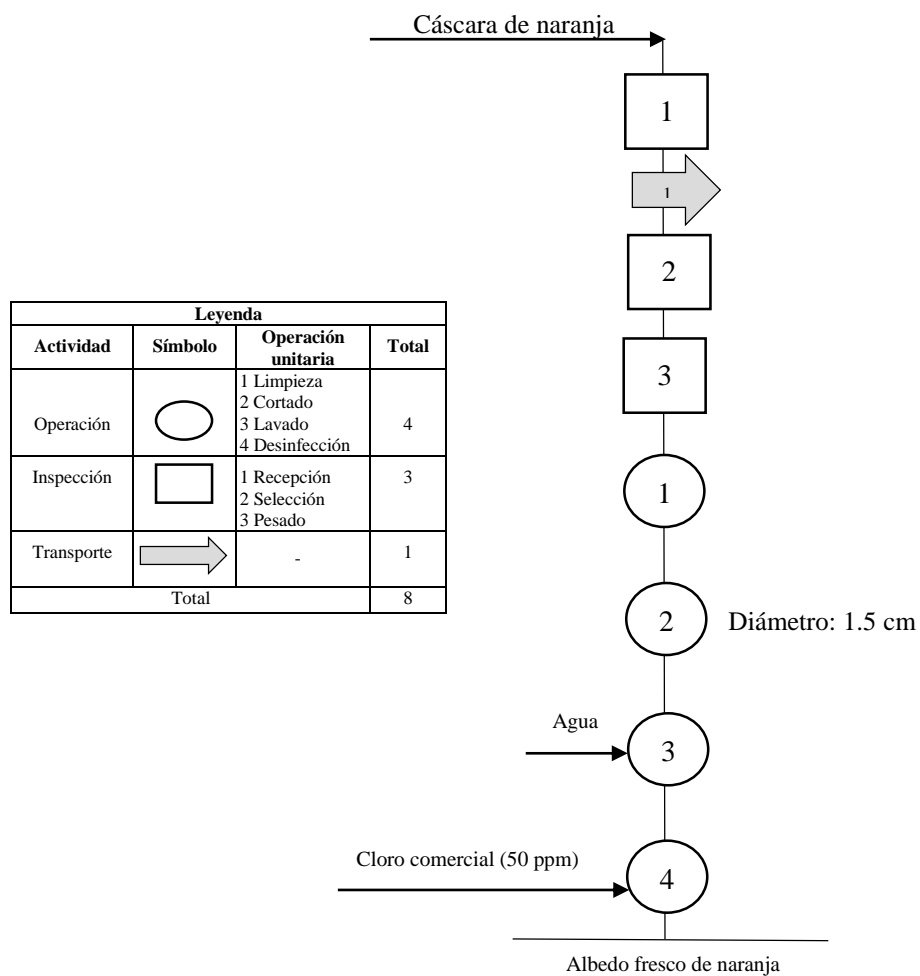 Cáscara de naranja
1
1
2
3
Leyenda
Actividad Símbolo Operación unitaria Total
Operación
1 Limpieza
2 Cortado
3 Lavado
4 Desinfección
4
Inspección
1 Recepción
2 Selección
3 Pesado
3
Transporte - 1
Total 8
1
2 Diámetro: 1.5 cm
Agua
3
Cloro comercial (50 ppm)
4
Albedo fresco de naranja